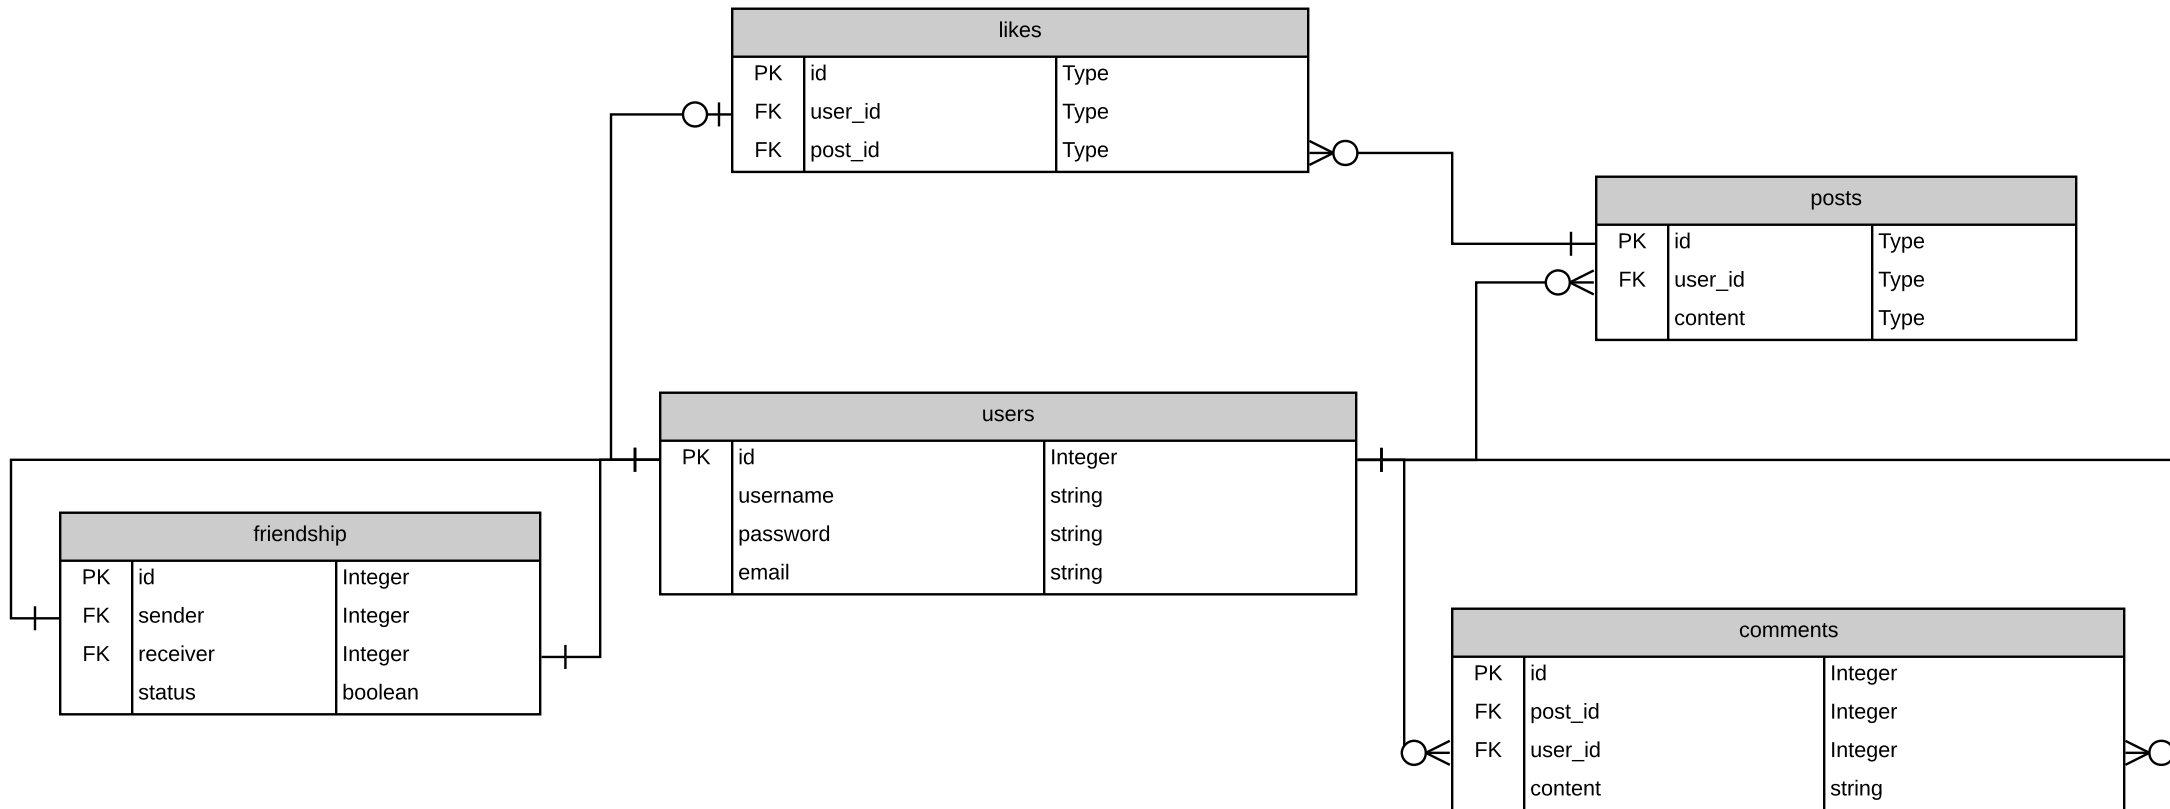 likes
PK id Type
FK user_id Type
FK post_id Type
posts
PK id Type
FK user_id Type
content Type
users
PK id Integer
username string
password string
email string
friendship
PK id Integer
FK sender Integer
FK receiver Integer
status boolean
comments
PK id Integer
FK post_id Integer
FK user_id Integer
content string